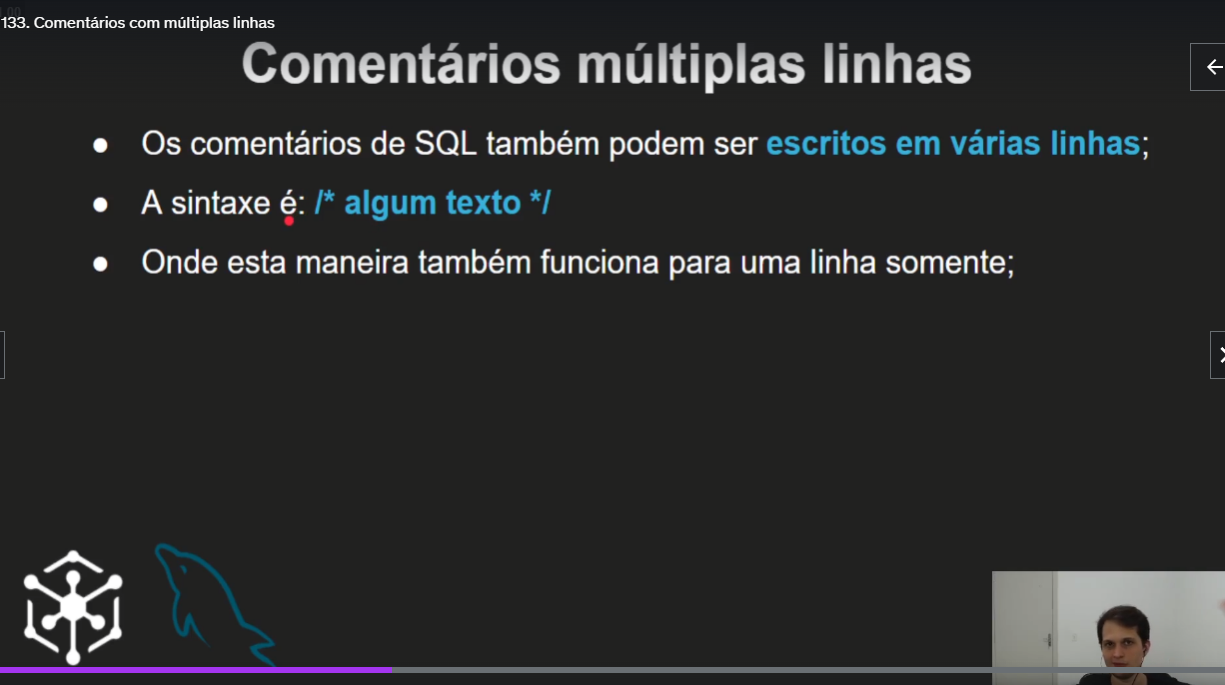 133. Comentários com múltiplas linhas
Comentários múltiplas linhas
● Os comentários de SQL também podem ser escritos em várias linhas;
● A sintaxe é: /* algum texto */
● Onde esta maneira também funciona para uma linha somente;